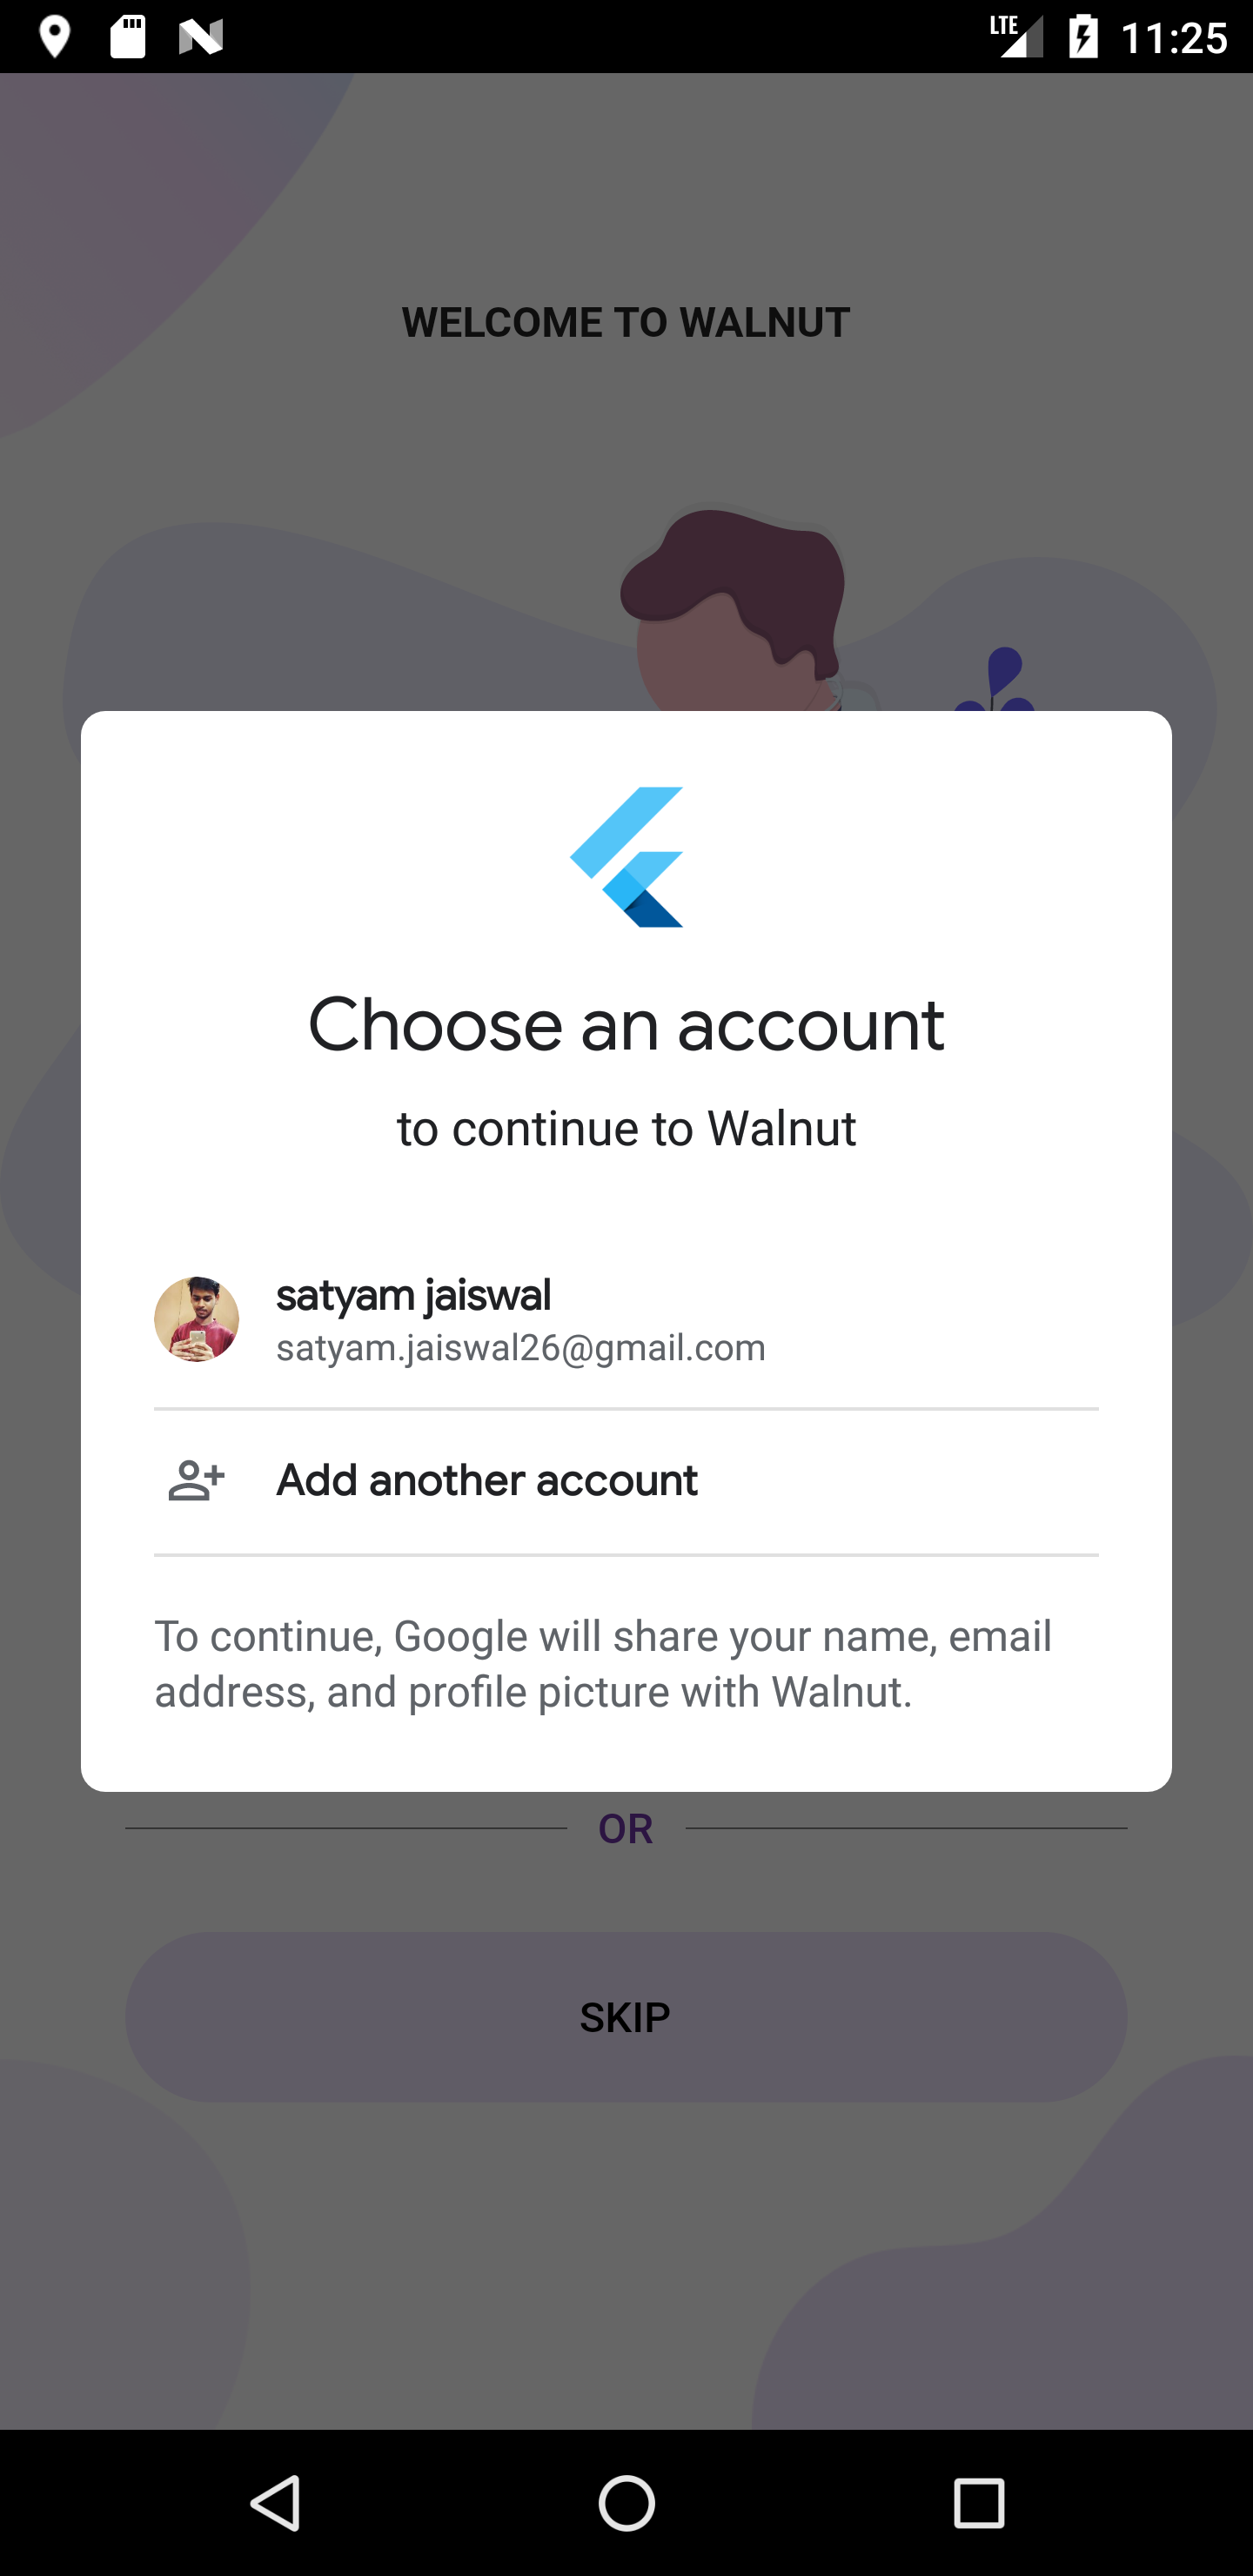 LTE 11:25
WELCOME TO WALNUT
Choose an account
to continue to Walnut
satyam jaiswal
satyam.jaiswal26@gmail.com
Add another account
To continue, Google will share your name, email
address, and profile picture with Walnut.
OR
SKIP